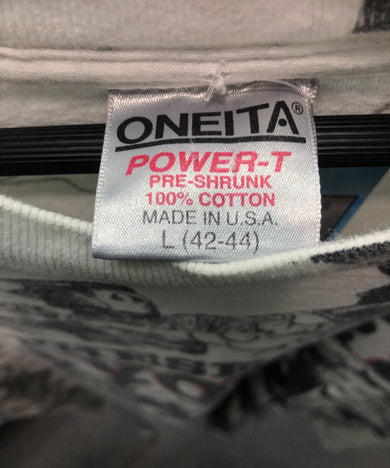 ONEITA®
POWER-T
PRE-SHRUNK
100% COTTON
MADE IN U.S.A.
L (42-44)